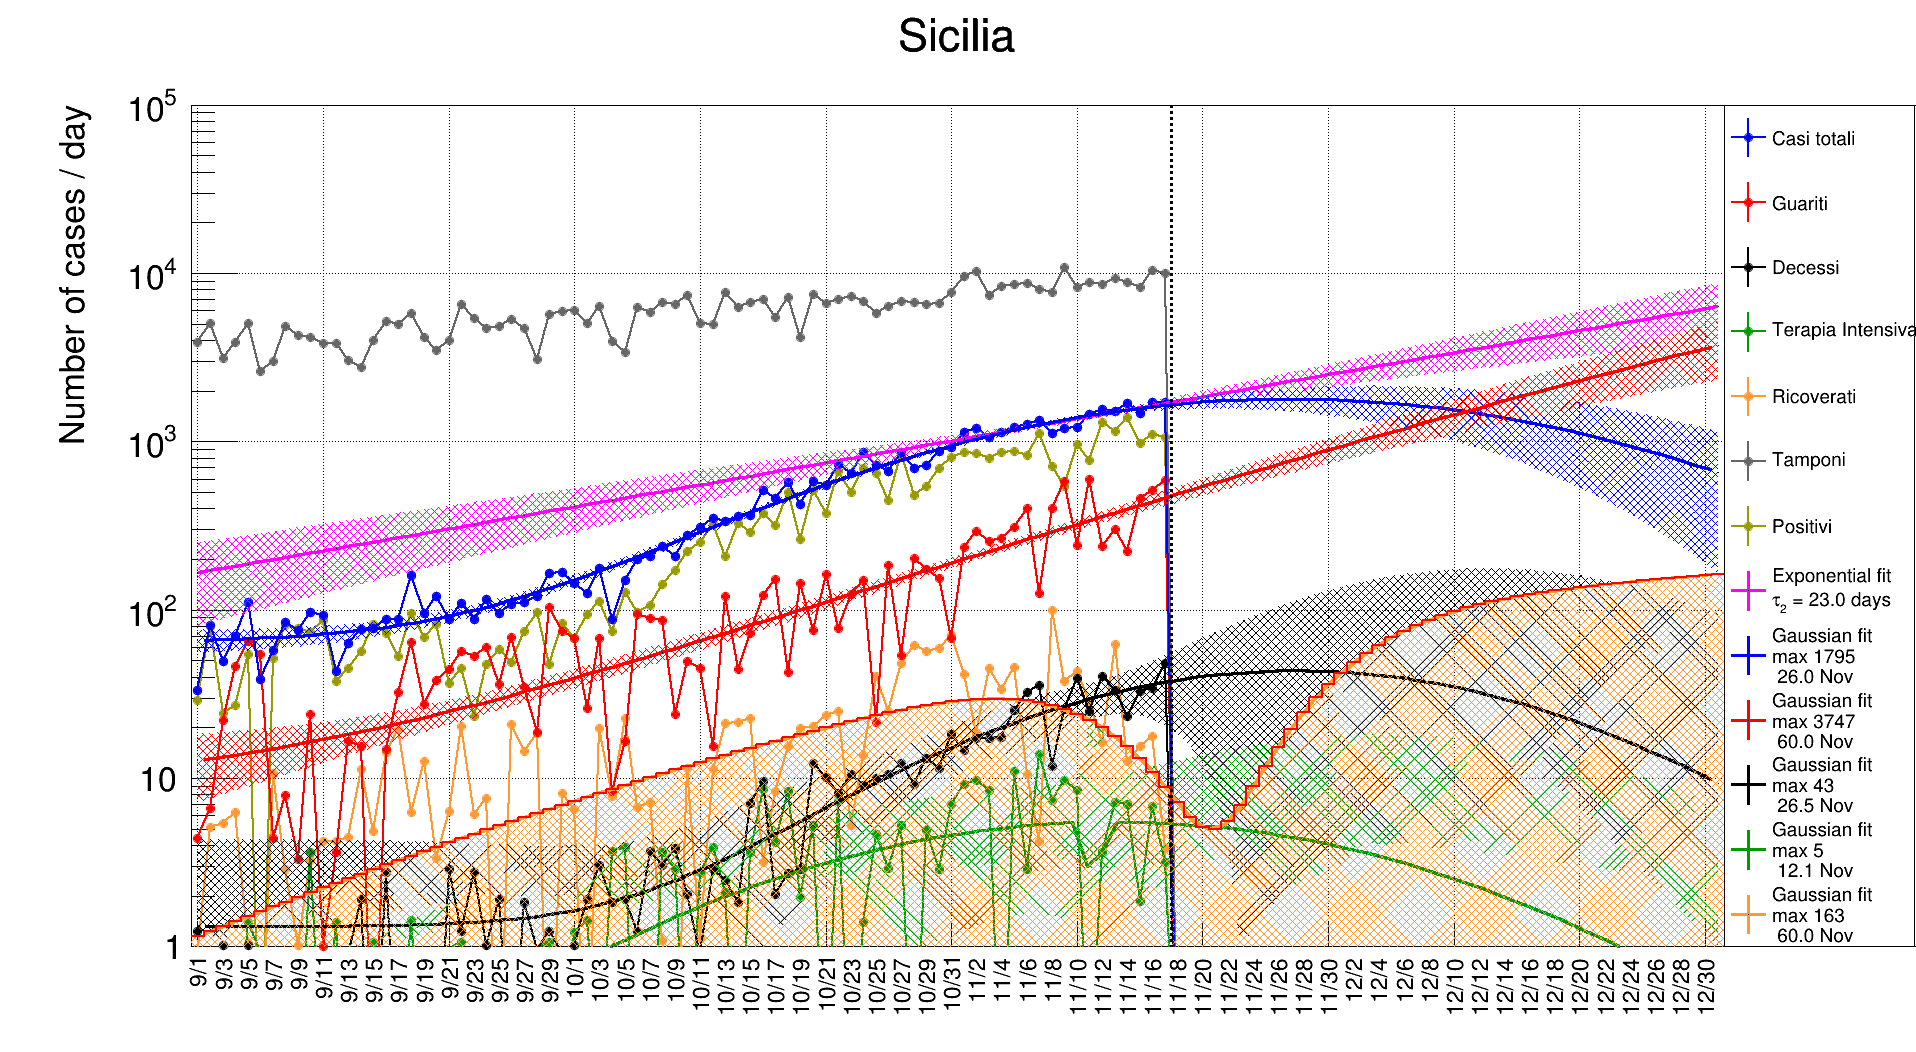 Sicilia
Number of cases / day
10^5
10^4
10^3
10^2
10
1
9/1 9/3 9/5 9/7 9/9 9/11 9/13 9/15 9/17 9/19 9/21 9/23 9/25 9/27 9/29 10/1 10/3 10/5 10/7 10/9 10/11 10/13 10/15 10/17 10/19 10/21 10/23 10/25 10/27 10/29 10/31 11/2 11/4 11/6 11/8 11/10 11/12 11/14 11/16 11/18 11/20 11/22 11/24 11/26 11/28 11/30 12/2 12/4 12/6 12/8 12/10 12/12 12/14 12/16 12/18 12/20 12/22 12/24 12/26 12/28 12/30
Casi totali
Guariti
Decessi
Terapia Intensiva
Ricoverati
Tamponi
Positivi
Exponential fit
τ2 = 23.0 days
Gaussian fit
max 1795
26.0 Nov
Gaussian fit
max 3747
60.0 Nov
Gaussian fit
max 43
26.5 Nov
Gaussian fit
max 5
12.1 Nov
Gaussian fit
max 163
60.0 Nov